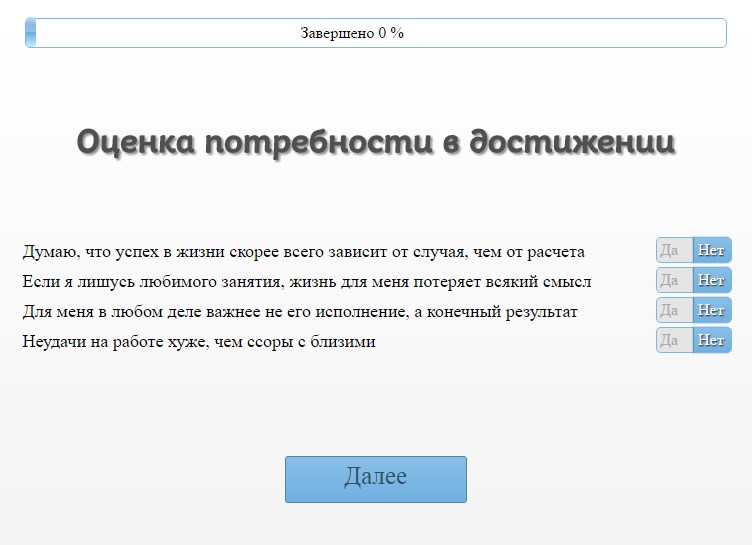 Завершено 0 %
Оценка потребности в достижении
Думаю, что успех в жизни скорее всего зависит от случая, чем от расчета Да Нет
Если я лишусь любимого занятия, жизнь для меня потеряет всякий смысл Да Нет
Для меня в любом деле важнее не его исполнение, а конечный результат Да Нет
Неудачи на работе хуже, чем ссоры с близими Да Нет
Далее